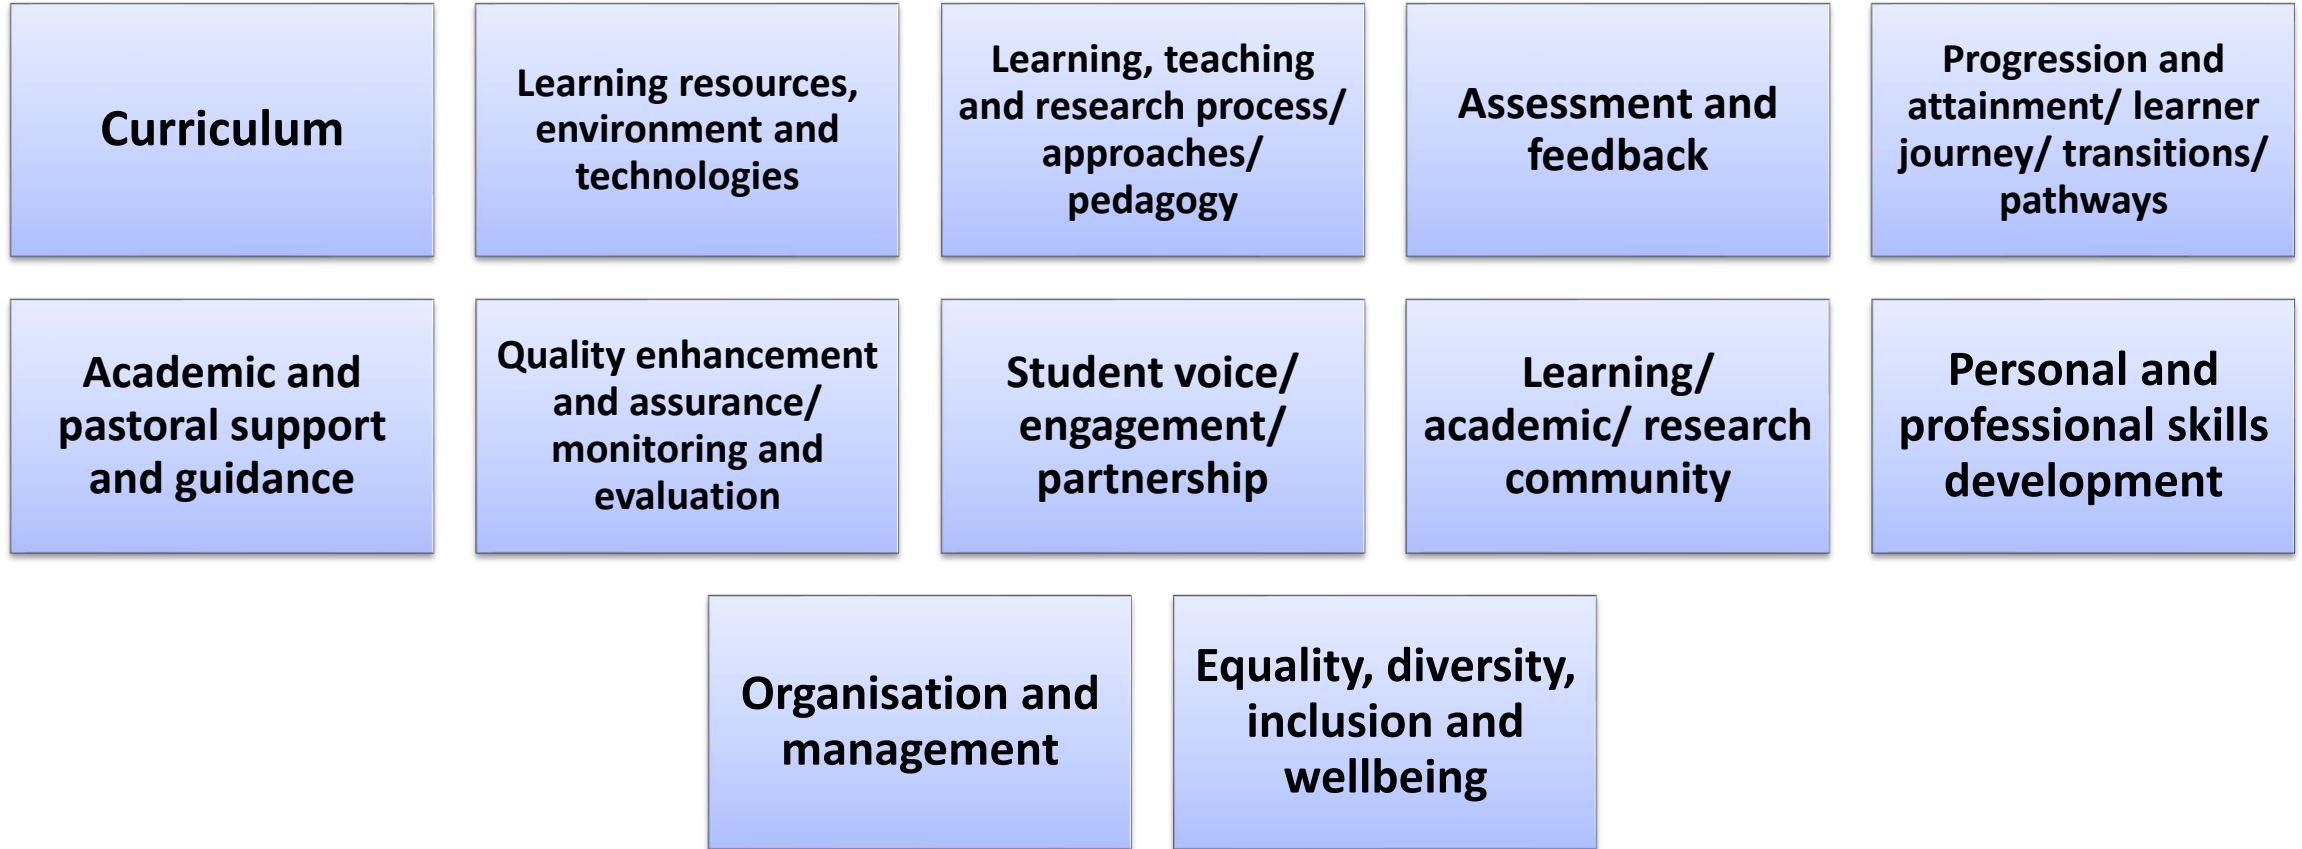 Curriculum
Learning resources,
environment and
technologies
Learning, teaching
and research process/
approaches/
pedagogy
Assessment and
feedback
Progression and
attainment/ learner
journey/ transitions/
pathways
Academic and
pastoral support
and guidance
Quality enhancement
and assurance/
monitoring and
evaluation
Student voice/
engagement/
partnership
Learning/
academic/ research
community
Personal and
professional skills
development
Organisation and
management
Equality, diversity,
inclusion and
wellbeing